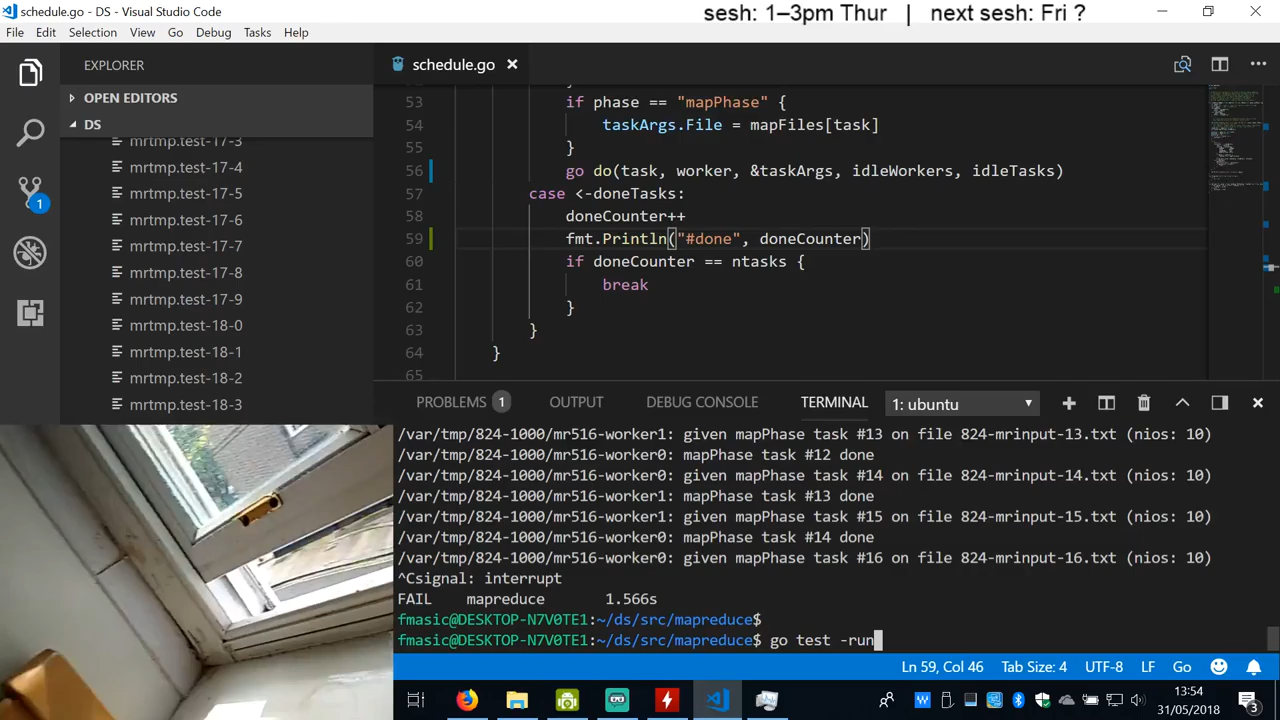 schedule.go - DS - Visual Studio Code
sesh: 1–3pm Thur | next sesh: Fri ?
File Edit Selection View Go Debug Tasks Help
EXPLORER
schedule.go
OPEN EDITORS
DS
mrtmp.test-17-3
mrtmp.test-17-4
mrtmp.test-17-5
mrtmp.test-17-6
mrtmp.test-17-7
mrtmp.test-17-8
mrtmp.test-17-9
mrtmp.test-18-0
mrtmp.test-18-1
mrtmp.test-18-2
mrtmp.test-18-3
1
53 if phase == "mapPhase" {
54 taskArgs.File = mapFiles[task]
55 }
56 go do(task, worker, &taskArgs, idleWorkers, idleTasks)
57 case <-doneTasks:
58 doneCounter++
59 fmt.Println("#done", doneCounter)
60 if doneCounter == ntasks {
61 break
62 }
63 }
64 }
65
PROBLEMS 1 OUTPUT DEBUG CONSOLE TERMINAL 1: ubuntu
/var/tmp/824-1000/mr516-worker1: given mapPhase task #13 on file 824-mrinput-13.txt (nios: 10)
/var/tmp/824-1000/mr516-worker0: mapPhase task #12 done
/var/tmp/824-1000/mr516-worker0: given mapPhase task #14 on file 824-mrinput-14.txt (nios: 10)
/var/tmp/824-1000/mr516-worker1: mapPhase task #13 done
/var/tmp/824-1000/mr516-worker1: given mapPhase task #15 on file 824-mrinput-15.txt (nios: 10)
/var/tmp/824-1000/mr516-worker0: mapPhase task #14 done
/var/tmp/824-1000/mr516-worker0: given mapPhase task #16 on file 824-mrinput-16.txt (nios: 10)
^Csignal: interrupt
FAIL mapreduce 1.566s
fmasic@DESKTOP-N7V0TE1:~/ds/src/mapreduce$
fmasic@DESKTOP-N7V0TE1:~/ds/src/mapreduce$ go test -run
Ln 59, Col 46 Tab Size: 4 UTF-8 LF Go
13:54
31/05/2018
3